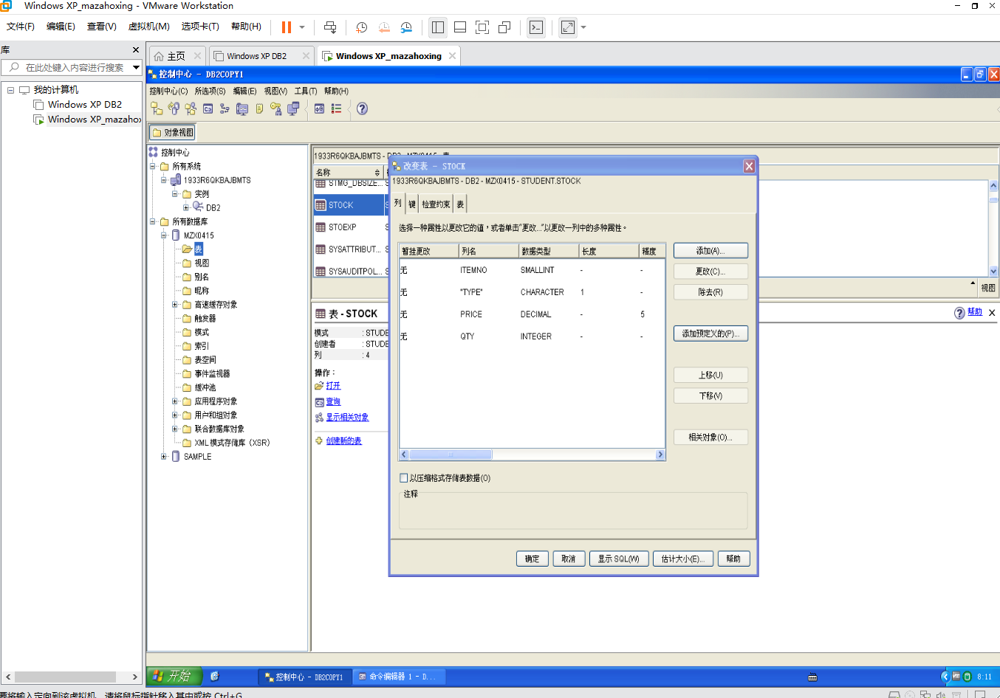 Windows XP_mazahoxing - VMware Workstation
文件(F) 编辑(E) 查看(V) 虚拟机(M) 选项卡(T) 帮助(H)
库
在此处键入内容进行搜索
我的计算机
Windows XP DB2
Windows XP_mazahox
主页 Windows XP DB2 Windows XP_mazahoxing
控制中心 - DB2COPY1
控制中心(C) 所选项(S) 编辑(E) 视图(V) 工具(T) 帮助(H)
对象视图
控制中心
所有系统
1933R6QKBAJBMTS
实例
DB2
所有数据库
MZX0415
表
视图
别名
昵称
高速缓存对象
触发器
模式
索引
表空间
事件监视器
缓冲池
应用程序对象
用户和组对象
联合数据库对象
XML 模式存储库（XSR）
SAMPLE
1933R6QKBAJBMTS - DB2 - MZX0415 - 表
名称
STMG_DBSIZE... S
STOCK S
STOEXP S
SYSATTRIBUT... S
SYSAUDITPOL... S
视图
表 - STOCK
帮助
模式 : STUDE
创建者 : STUDE
列 : 4
操作：
打开
查询
显示相关对象
创建新的表
改变表 - STOCK
1933R6QKBAJBMTS - DB2 - MZX0415 - STUDENT.STOCK
列 键 检查约束 表
选择一种属性以更改它的值，或者单击“更改...”以更改一列中的多种属性。
暂挂更改 列名 数据类型 长度 精度
无 ITEMNO SMALLINT - -
无 "TYPE" CHARACTER 1 -
无 PRICE DECIMAL - 5
无 QTY INTEGER - -
添加(A)...
更改(C)...
除去(R)
添加预定义的(P)...
上移(U)
下移(V)
相关对象(O)...
以压缩格式存储表数据(O)
注释
确定 取消 显示 SQL(W) 估计大小(E)... 帮助
开始 控制中心 - DB2COPY1 命令编辑器 1 - D... 8:11
要将输入定向到该虚拟机，请将鼠标指针移入其中或按 Ctrl+G